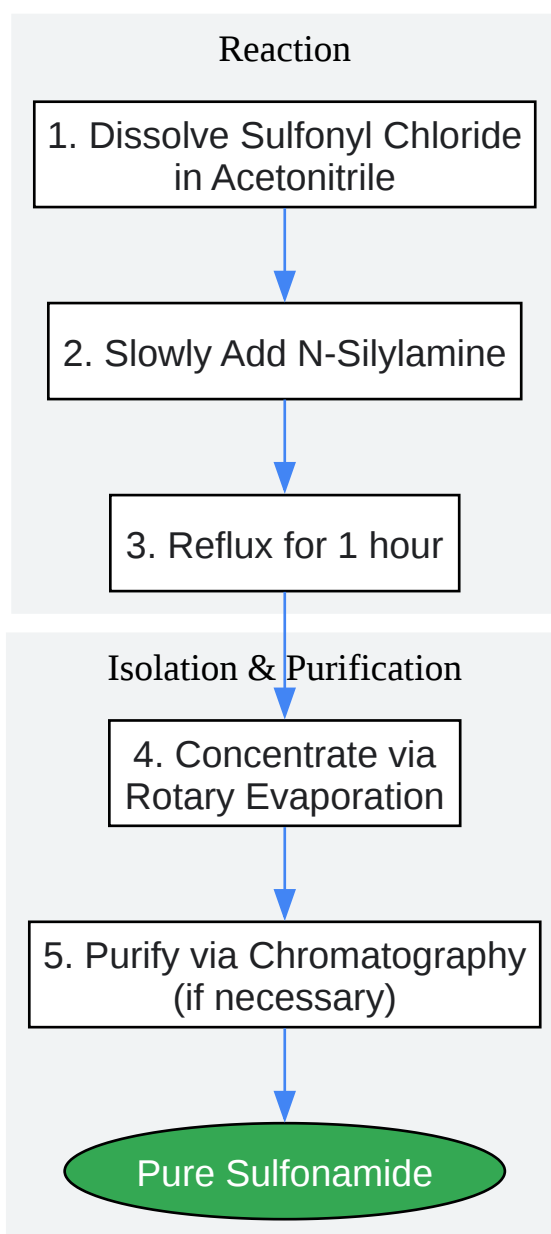 Reaction
1. Dissolve Sulfonyl Chloride
in Acetonitrile
2. Slowly Add N-Silylamine
3. Reflux for 1 hour
Isolation & Purification
4. Concentrate via
Rotary Evaporation
5. Purify via Chromatography
(if necessary)
Pure Sulfonamide